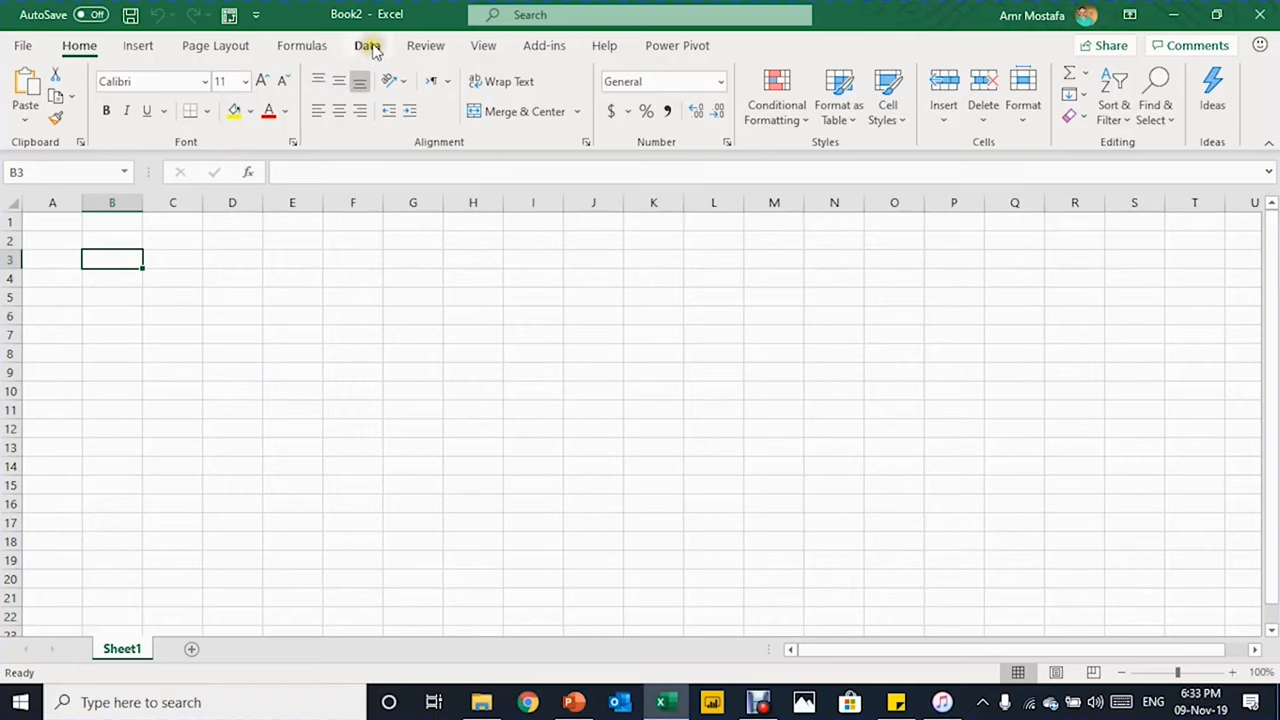 AutoSave Off Book2 - Excel Search Amr Mostafa
File Home Insert Page Layout Formulas Data Review View Add-ins Help Power Pivot Share Comments
Calibri 11 Wrap Text General
Paste B I U Merge & Center $ % Conditional Formatting Format as Table Cell Styles Insert Delete Format Sort & Filter Find & Select Ideas
Clipboard Font Alignment Number Styles Cells Editing Ideas
B3 fx
A B C D E F G H I J K L M N O P Q R S T U
1
2
3
4
5
6
7
8
9
10
11
12
13
14
15
16
17
18
19
20
21
22
23
Sheet1
Ready 100%
Type here to search ENG 6:33 PM
09-Nov-19